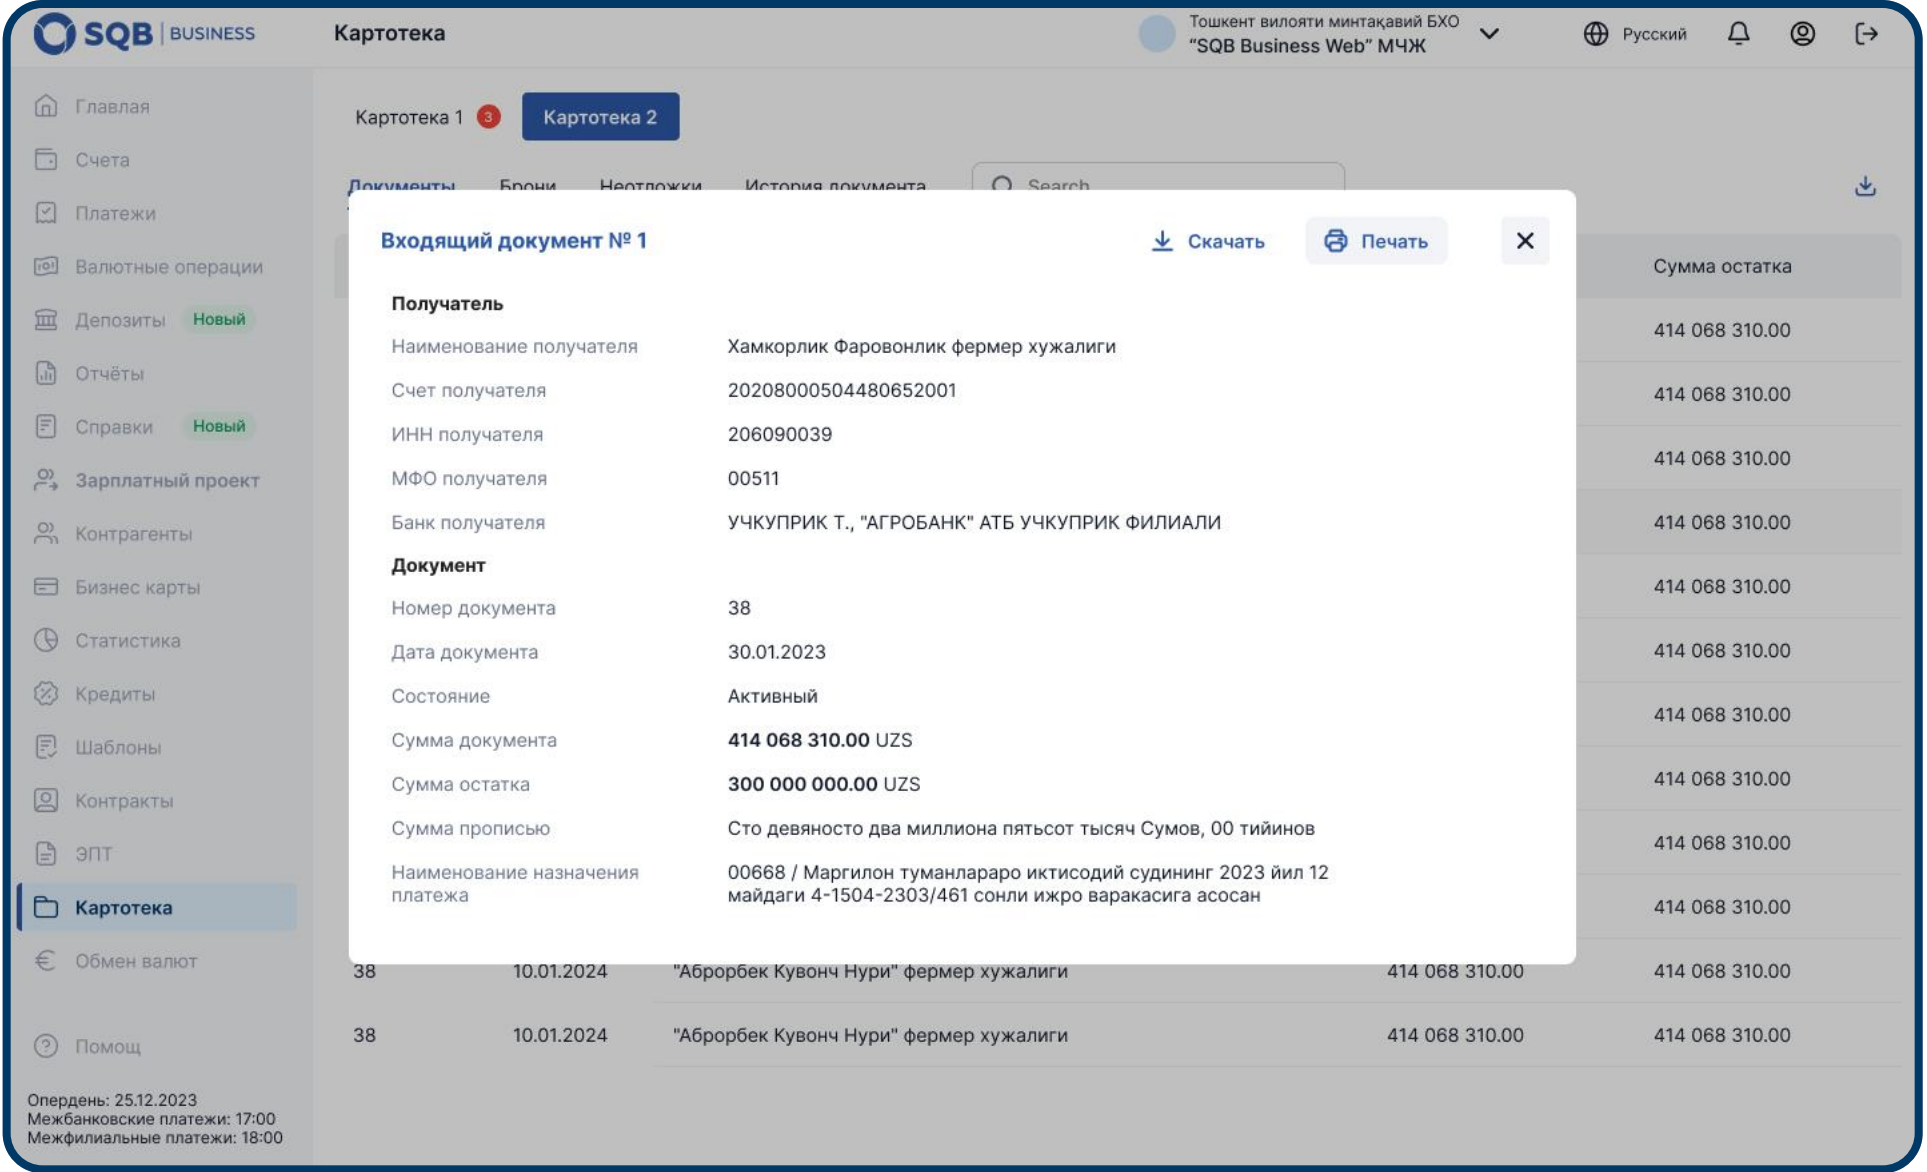 SQB BUSINESS
Картотека
Тошкент вилояти минтақавий БХО
“SQB Business Web” МЧЖ
Русский
Главная
Счета
Платежи
Валютные операции
Депозиты Новый
Отчёты
Справки Новый
Зарплатный проект
Контрагенты
Бизнес карты
Статистика
Кредиты
Шаблоны
Контракты
ЭПТ
Картотека
Обмен валют
Помощ
Опердень: 25.12.2023
Межбанковские платежи: 17:00
Межфилиальные платежи: 18:00
Картотека 1 3 Картотека 2
Документы Брони Неотложки История документа Search
Входящий документ № 1 Скачать Печать
Получатель
Наименование получателя Хамкорлик Фаровонлик фермер хужалиги
Счет получателя 20208000504480652001
ИНН получателя 206090039
МФО получателя 00511
Банк получателя УЧКУПРИК Т., "АГРОБАНК" АТБ УЧКУПРИК ФИЛИАЛИ
Документ
Номер документа 38
Дата документа 30.01.2023
Состояние Активный
Сумма документа 414 068 310.00 UZS
Сумма остатка 300 000 000.00 UZS
Сумма прописью Сто девяносто два миллиона пятьсот тысяч Сумов, 00 тийинов
Наименование назначения платежа 00668 / Маргилон туманлараро иктисодий судининг 2023 йил 12
майдаги 4-1504-2303/461 сонли ижро варакасига асосан
Сумма остатка
414 068 310.00
414 068 310.00
414 068 310.00
414 068 310.00
414 068 310.00
414 068 310.00
414 068 310.00
414 068 310.00
414 068 310.00
414 068 310.00
38 10.01.2024 "Аброрбек Кувонч Нури" фермер хужалиги 414 068 310.00 414 068 310.00
38 10.01.2024 "Аброрбек Кувонч Нури" фермер хужалиги 414 068 310.00 414 068 310.00